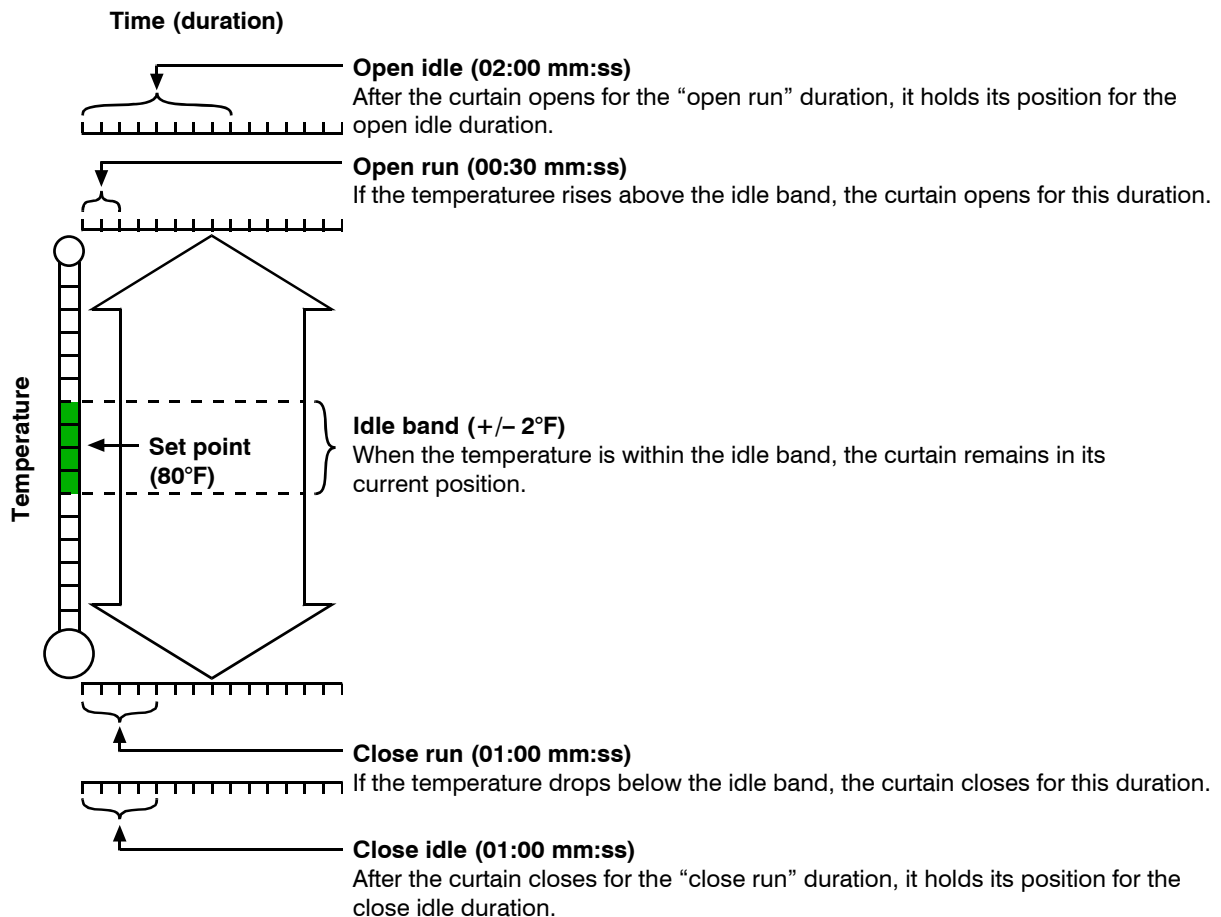 Time (duration)
Open idle (02:00 mm:ss)
After the curtain opens for the “open run” duration, it holds its position for the
open idle duration.
Open run (00:30 mm:ss)
If the temperaturee rises above the idle band, the curtain opens for this duration.
Temperature
Set point
(80°F)
Idle band (+/– 2°F)
When the temperature is within the idle band, the curtain remains in its
current position.
Close run (01:00 mm:ss)
If the temperature drops below the idle band, the curtain closes for this duration.
Close idle (01:00 mm:ss)
After the curtain closes for the “close run” duration, it holds its position for the
close idle duration.